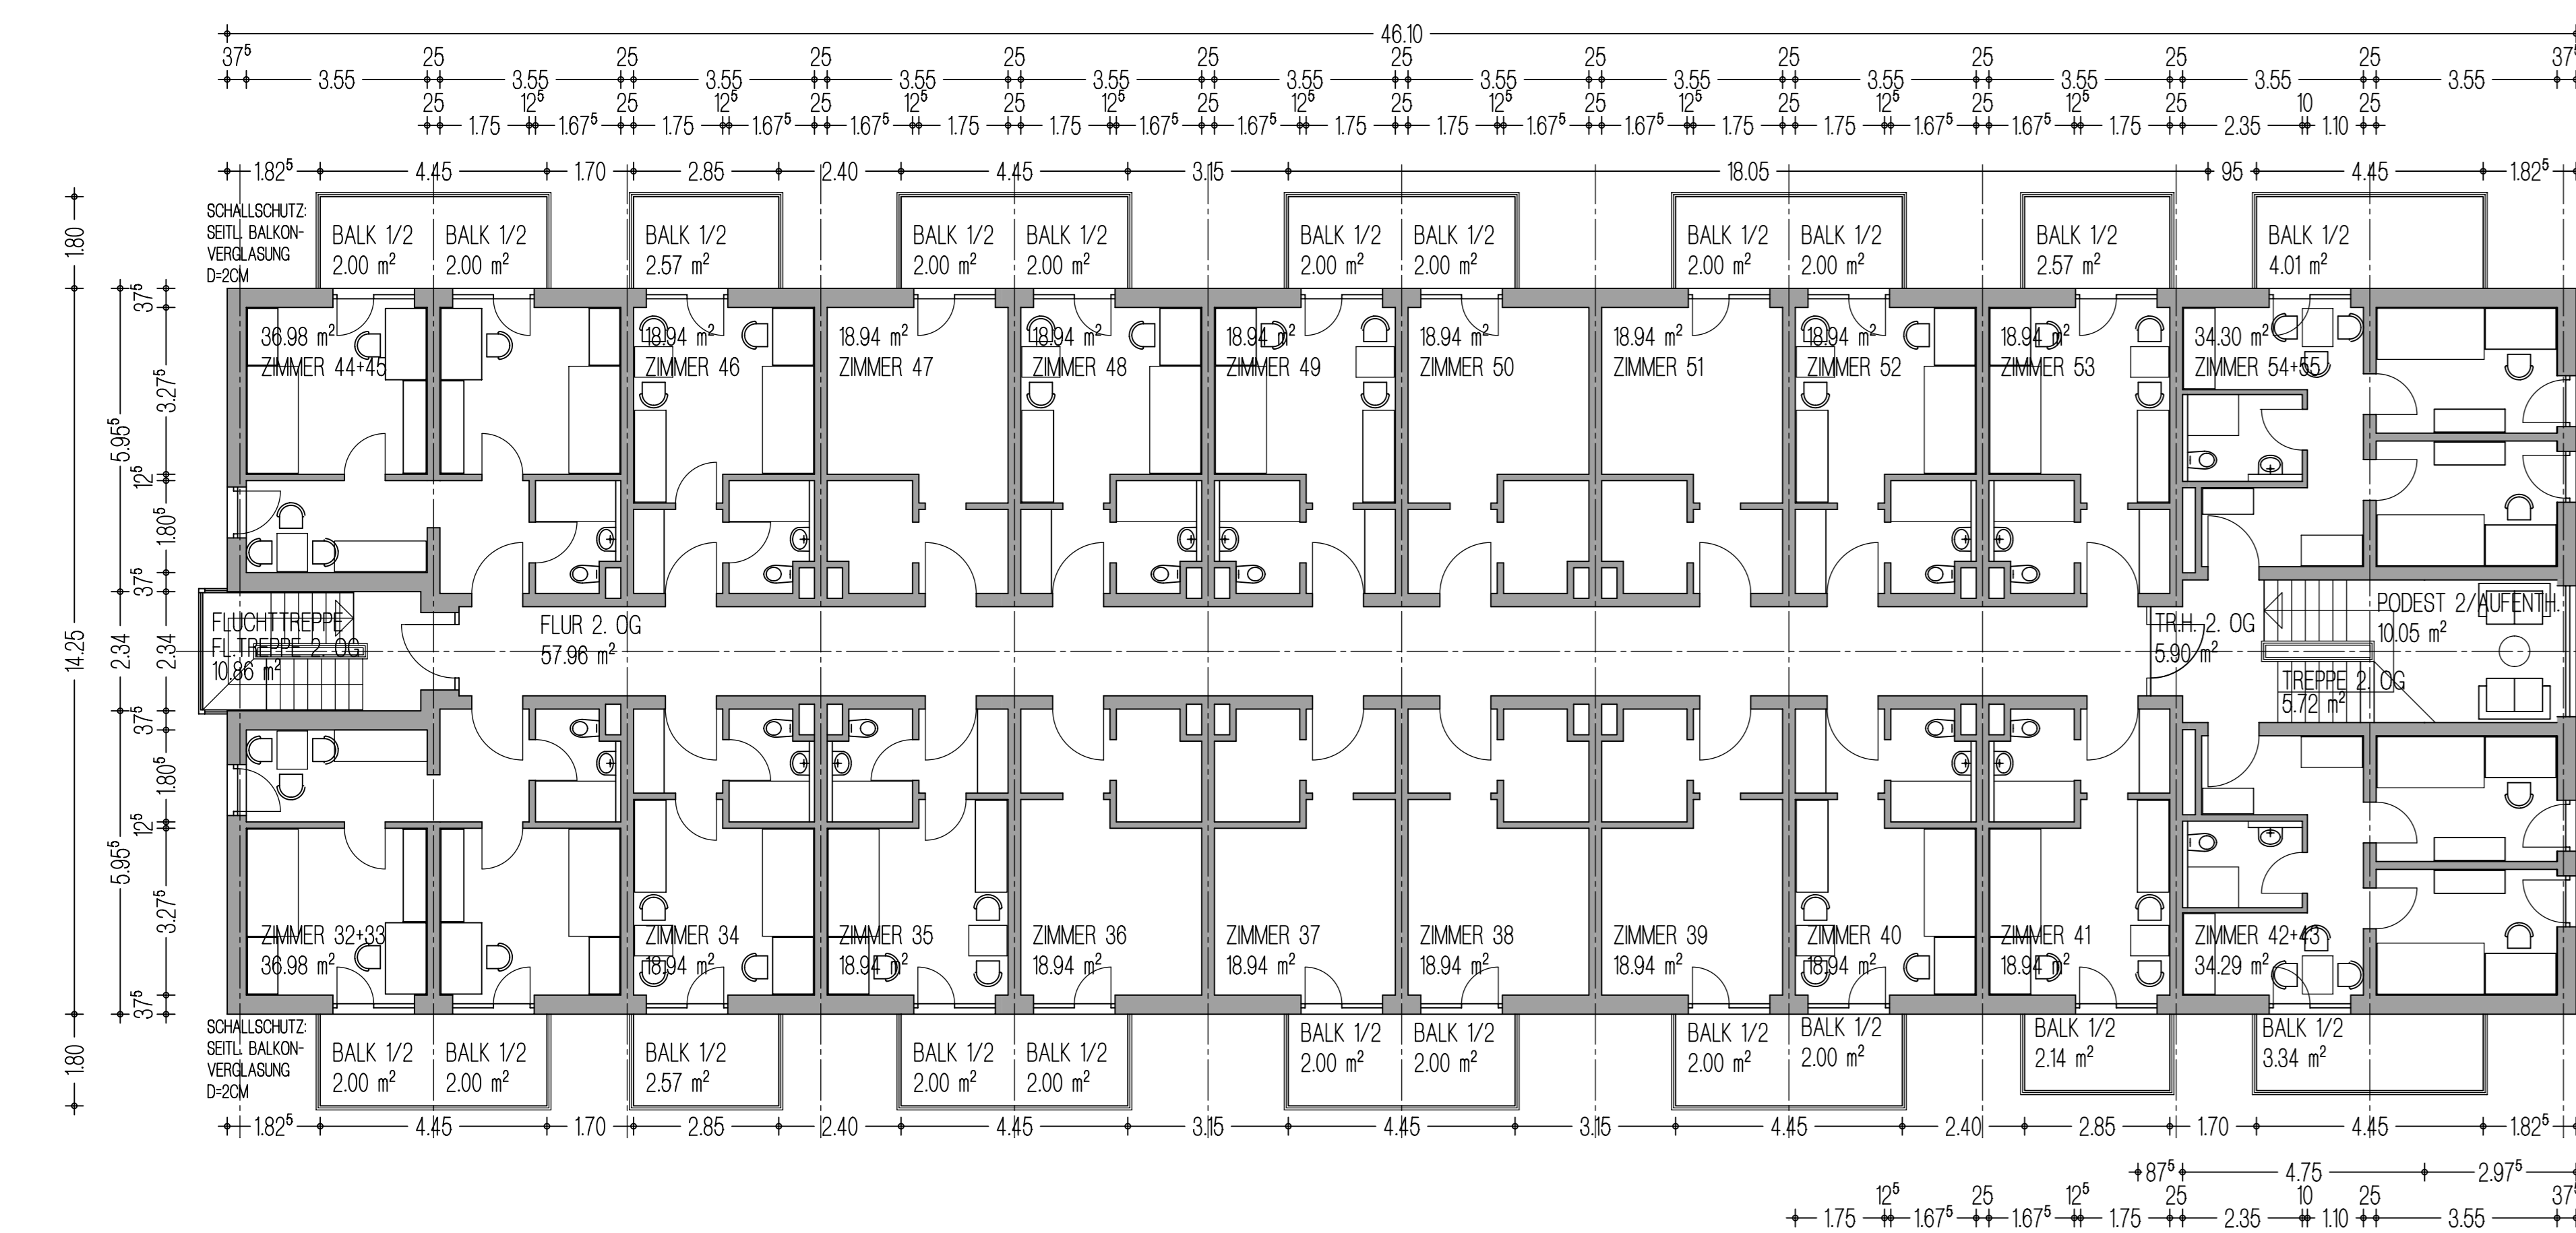 46.10
37⁵ 25 25 25 25 25 25 25 25 25 25 25 37⁵
3.55 3.55 3.55 3.55 3.55 3.55 3.55 3.55 3.55 3.55 3.55 3.55
25 12⁵ 25 12⁵ 25 12⁵ 25 12⁵ 25 12⁵ 25 12⁵ 25 12⁵ 25 12⁵ 25 12⁵ 25 10 25
1.75 1.67⁵ 1.75 1.67⁵ 1.67⁵ 1.75 1.75 1.67⁵ 1.67⁵ 1.75 1.75 1.67⁵ 1.67⁵ 1.75 1.75 1.67⁵ 1.67⁵ 1.75 2.35 1.10
1.82⁵ 4.45 1.70 2.85 2.40 4.45 3.15 18.05 95 4.45 1.82⁵
SCHALLSCHUTZ:
SEITL. BALKON-
VERGLASUNG
D=2CM
BALK 1/2 BALK 1/2 BALK 1/2 BALK 1/2 BALK 1/2 BALK 1/2 BALK 1/2 BALK 1/2 BALK 1/2 BALK 1/2 BALK 1/2
2.00 m² 2.00 m² 2.57 m² 2.00 m² 2.00 m² 2.00 m² 2.00 m² 2.00 m² 2.00 m² 2.57 m² 4.01 m²
1.80
14.25
1.80
5.95⁵
2.34
5.95⁵
37⁵
3.27⁵
12⁵
1.80⁵
37⁵
2.34
37⁵
1.80⁵
12⁵
3.27⁵
37⁵
36.98 m² 18.94 m² 18.94 m² 18.94 m² 18.94 m² 18.94 m² 18.94 m² 18.94 m² 18.94 m² 34.30 m²
ZIMMER 44+45 ZIMMER 46 ZIMMER 47 ZIMMER 48 ZIMMER 49 ZIMMER 50 ZIMMER 51 ZIMMER 52 ZIMMER 53 ZIMMER 54+55
FLUCHTTREPPE
FL.TREPPE 2. OG
10.86 m²
FLUR 2. OG
57.96 m²
TR.H. 2. OG
5.90 m²
PODEST 2/AUFENTH.
10.05 m²
TREPPE 2. OG
5.72 m²
ZIMMER 32+33 ZIMMER 34 ZIMMER 35 ZIMMER 36 ZIMMER 37 ZIMMER 38 ZIMMER 39 ZIMMER 40 ZIMMER 41 ZIMMER 42+43
36.98 m² 18.94 m² 18.94 m² 18.94 m² 18.94 m² 18.94 m² 18.94 m² 18.94 m² 18.94 m² 34.29 m²
SCHALLSCHUTZ:
SEITL. BALKON-
VERGLASUNG
D=2CM
BALK 1/2 BALK 1/2 BALK 1/2 BALK 1/2 BALK 1/2 BALK 1/2 BALK 1/2 BALK 1/2 BALK 1/2 BALK 1/2 BALK 1/2
2.00 m² 2.00 m² 2.57 m² 2.00 m² 2.00 m² 2.00 m² 2.00 m² 2.00 m² 2.00 m² 2.14 m² 3.34 m²
1.82⁵ 4.45 1.70 2.85 2.40 4.45 3.15 4.45 3.15 4.45 2.40 2.85 1.70 4.45 1.82⁵
87⁵ 4.75 2.97⁵
12⁵ 25 12⁵ 25 10 25 37⁵
1.75 1.67⁵ 1.67⁵ 1.75 2.35 1.10 3.55